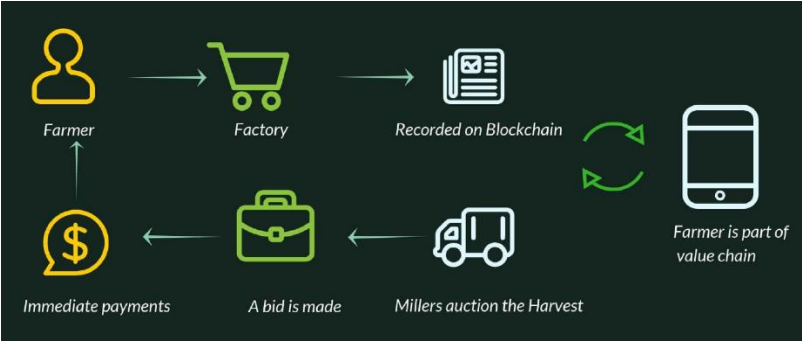 Farmer
Factory
Recorded on Blockchain
Farmer is part of
value chain
$
Immediate payments
A bid is made
Millers auction the Harvest